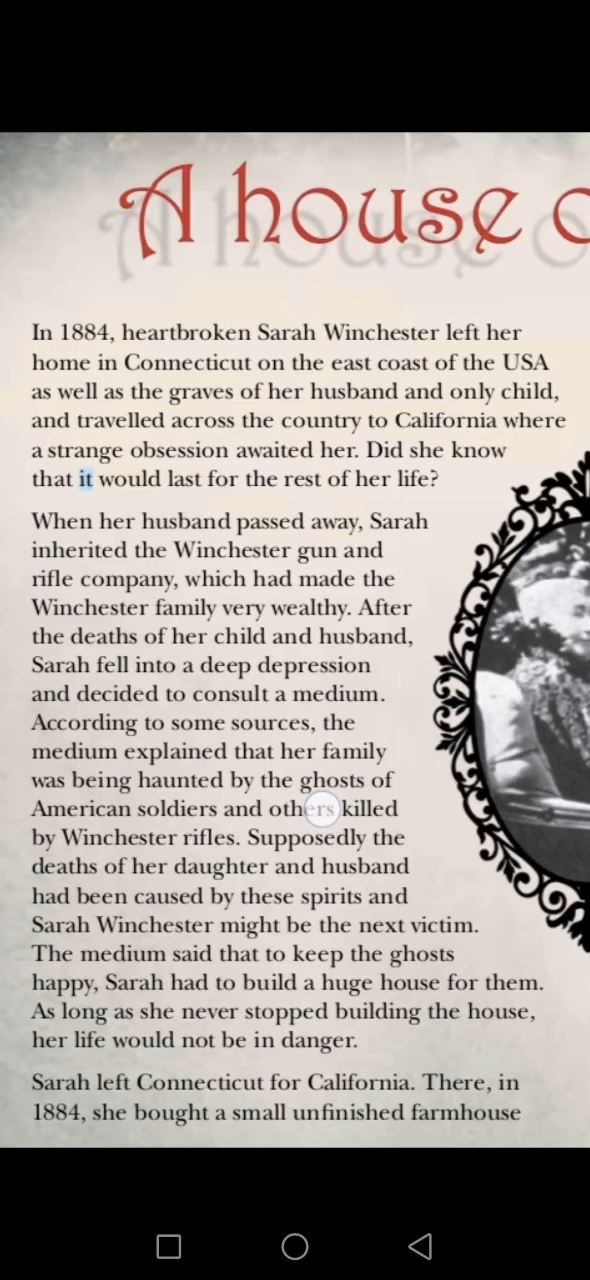 A house o
In 1884, heartbroken Sarah Winchester left her
home in Connecticut on the east coast of the USA
as well as the graves of her husband and only child,
and travelled across the country to California where
a strange obsession awaited her. Did she know
that it would last for the rest of her life?
When her husband passed away, Sarah
inherited the Winchester gun and
rifle company, which had made the
Winchester family very wealthy. After
the deaths of her child and husband,
Sarah fell into a deep depression
and decided to consult a medium.
According to some sources, the
medium explained that her family
was being haunted by the ghosts of
American soldiers and others killed
by Winchester rifles. Supposedly the
deaths of her daughter and husband
had been caused by these spirits and
Sarah Winchester might be the next victim.
The medium said that to keep the ghosts
happy, Sarah had to build a huge house for them.
As long as she never stopped building the house,
her life would not be in danger.
Sarah left Connecticut for California. There, in
1884, she bought a small unfinished farmhouse